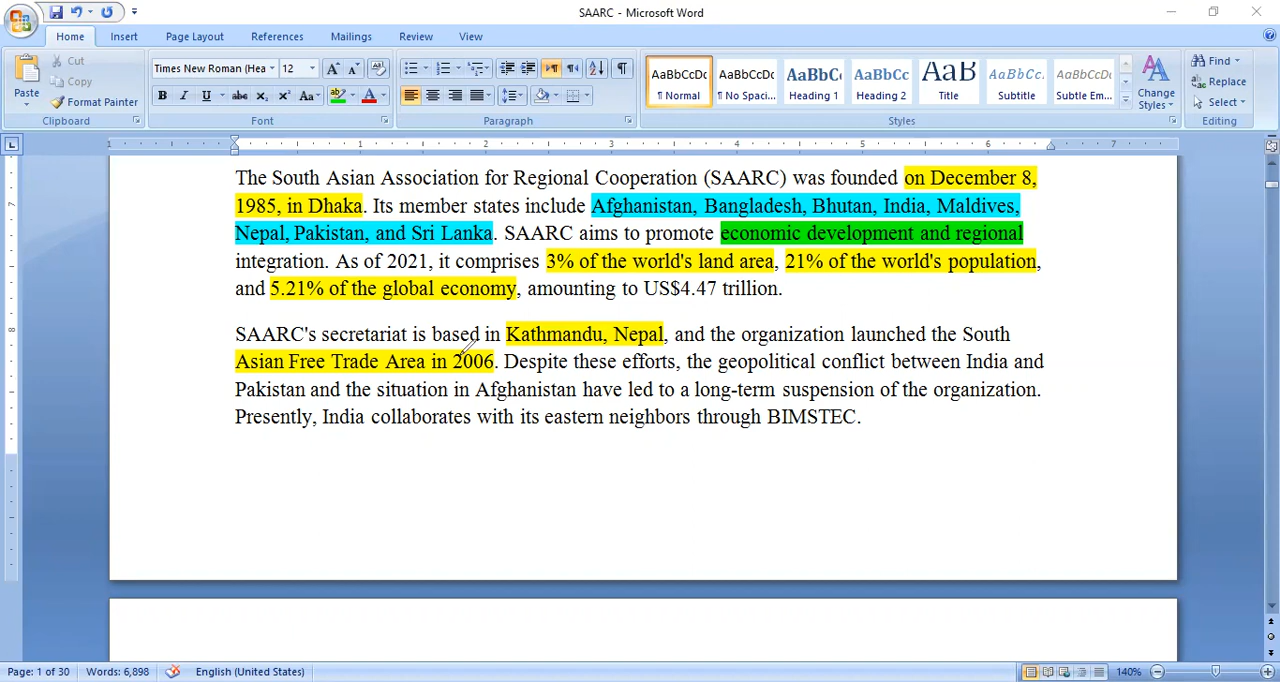 SAARC - Microsoft Word
Home Insert Page Layout References Mailings Review View
Paste Cut Copy Format Painter
Times New Roman (Hea 12
AaBbCcDc AaBbCcDc AaBbC AaBbCc AaB AaBbCc. AaBbCcDc
¶ Normal ¶ No Spaci... Heading 1 Heading 2 Title Subtitle Subtle Em...
Change Styles
Find Replace Select
Clipboard Font Paragraph Styles Editing
1 1 2 3 4 5 6 7
The South Asian Association for Regional Cooperation (SAARC) was founded on December 8,
1985, in Dhaka. Its member states include Afghanistan, Bangladesh, Bhutan, India, Maldives,
Nepal, Pakistan, and Sri Lanka. SAARC aims to promote economic development and regional
integration. As of 2021, it comprises 3% of the world's land area, 21% of the world's population,
and 5.21% of the global economy, amounting to US$4.47 trillion.
SAARC's secretariat is based in Kathmandu, Nepal, and the organization launched the South
Asian Free Trade Area in 2006. Despite these efforts, the geopolitical conflict between India and
Pakistan and the situation in Afghanistan have led to a long-term suspension of the organization.
Presently, India collaborates with its eastern neighbors through BIMSTEC.
Page: 1 of 30 Words: 6,898 English (United States) 140%